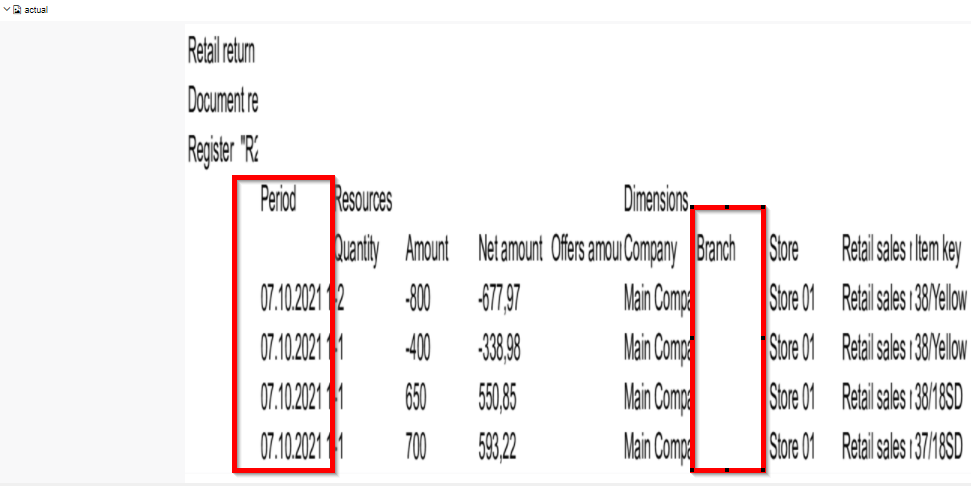 actual
Retail return
Document re
Register "R2
Period Resources Dimensions
Quantity Amount Net amount Offers amou Company Branch Store Retail sales r Item key
07.10.2021 1 -2 -800 -677,97 Main Compa Store 01 Retail sales r 38/Yellow
07.10.2021 1 -1 -400 -338,98 Main Compa Store 01 Retail sales r 38/Yellow
07.10.2021 1 -1 650 550,85 Main Compa Store 01 Retail sales r 38/18SD
07.10.2021 1 -1 700 593,22 Main Compa Store 01 Retail sales r 37/18SD